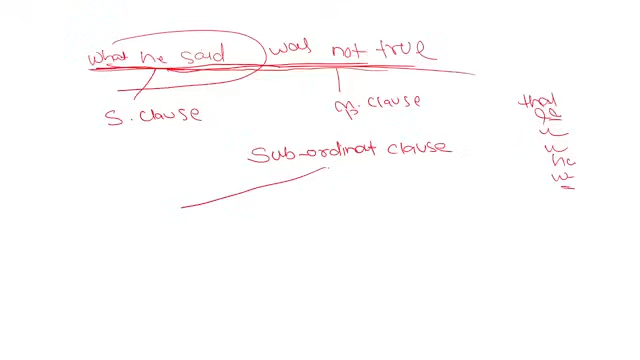 what he said was not true
S. clause P. clause
Sub-ordinat clause
that